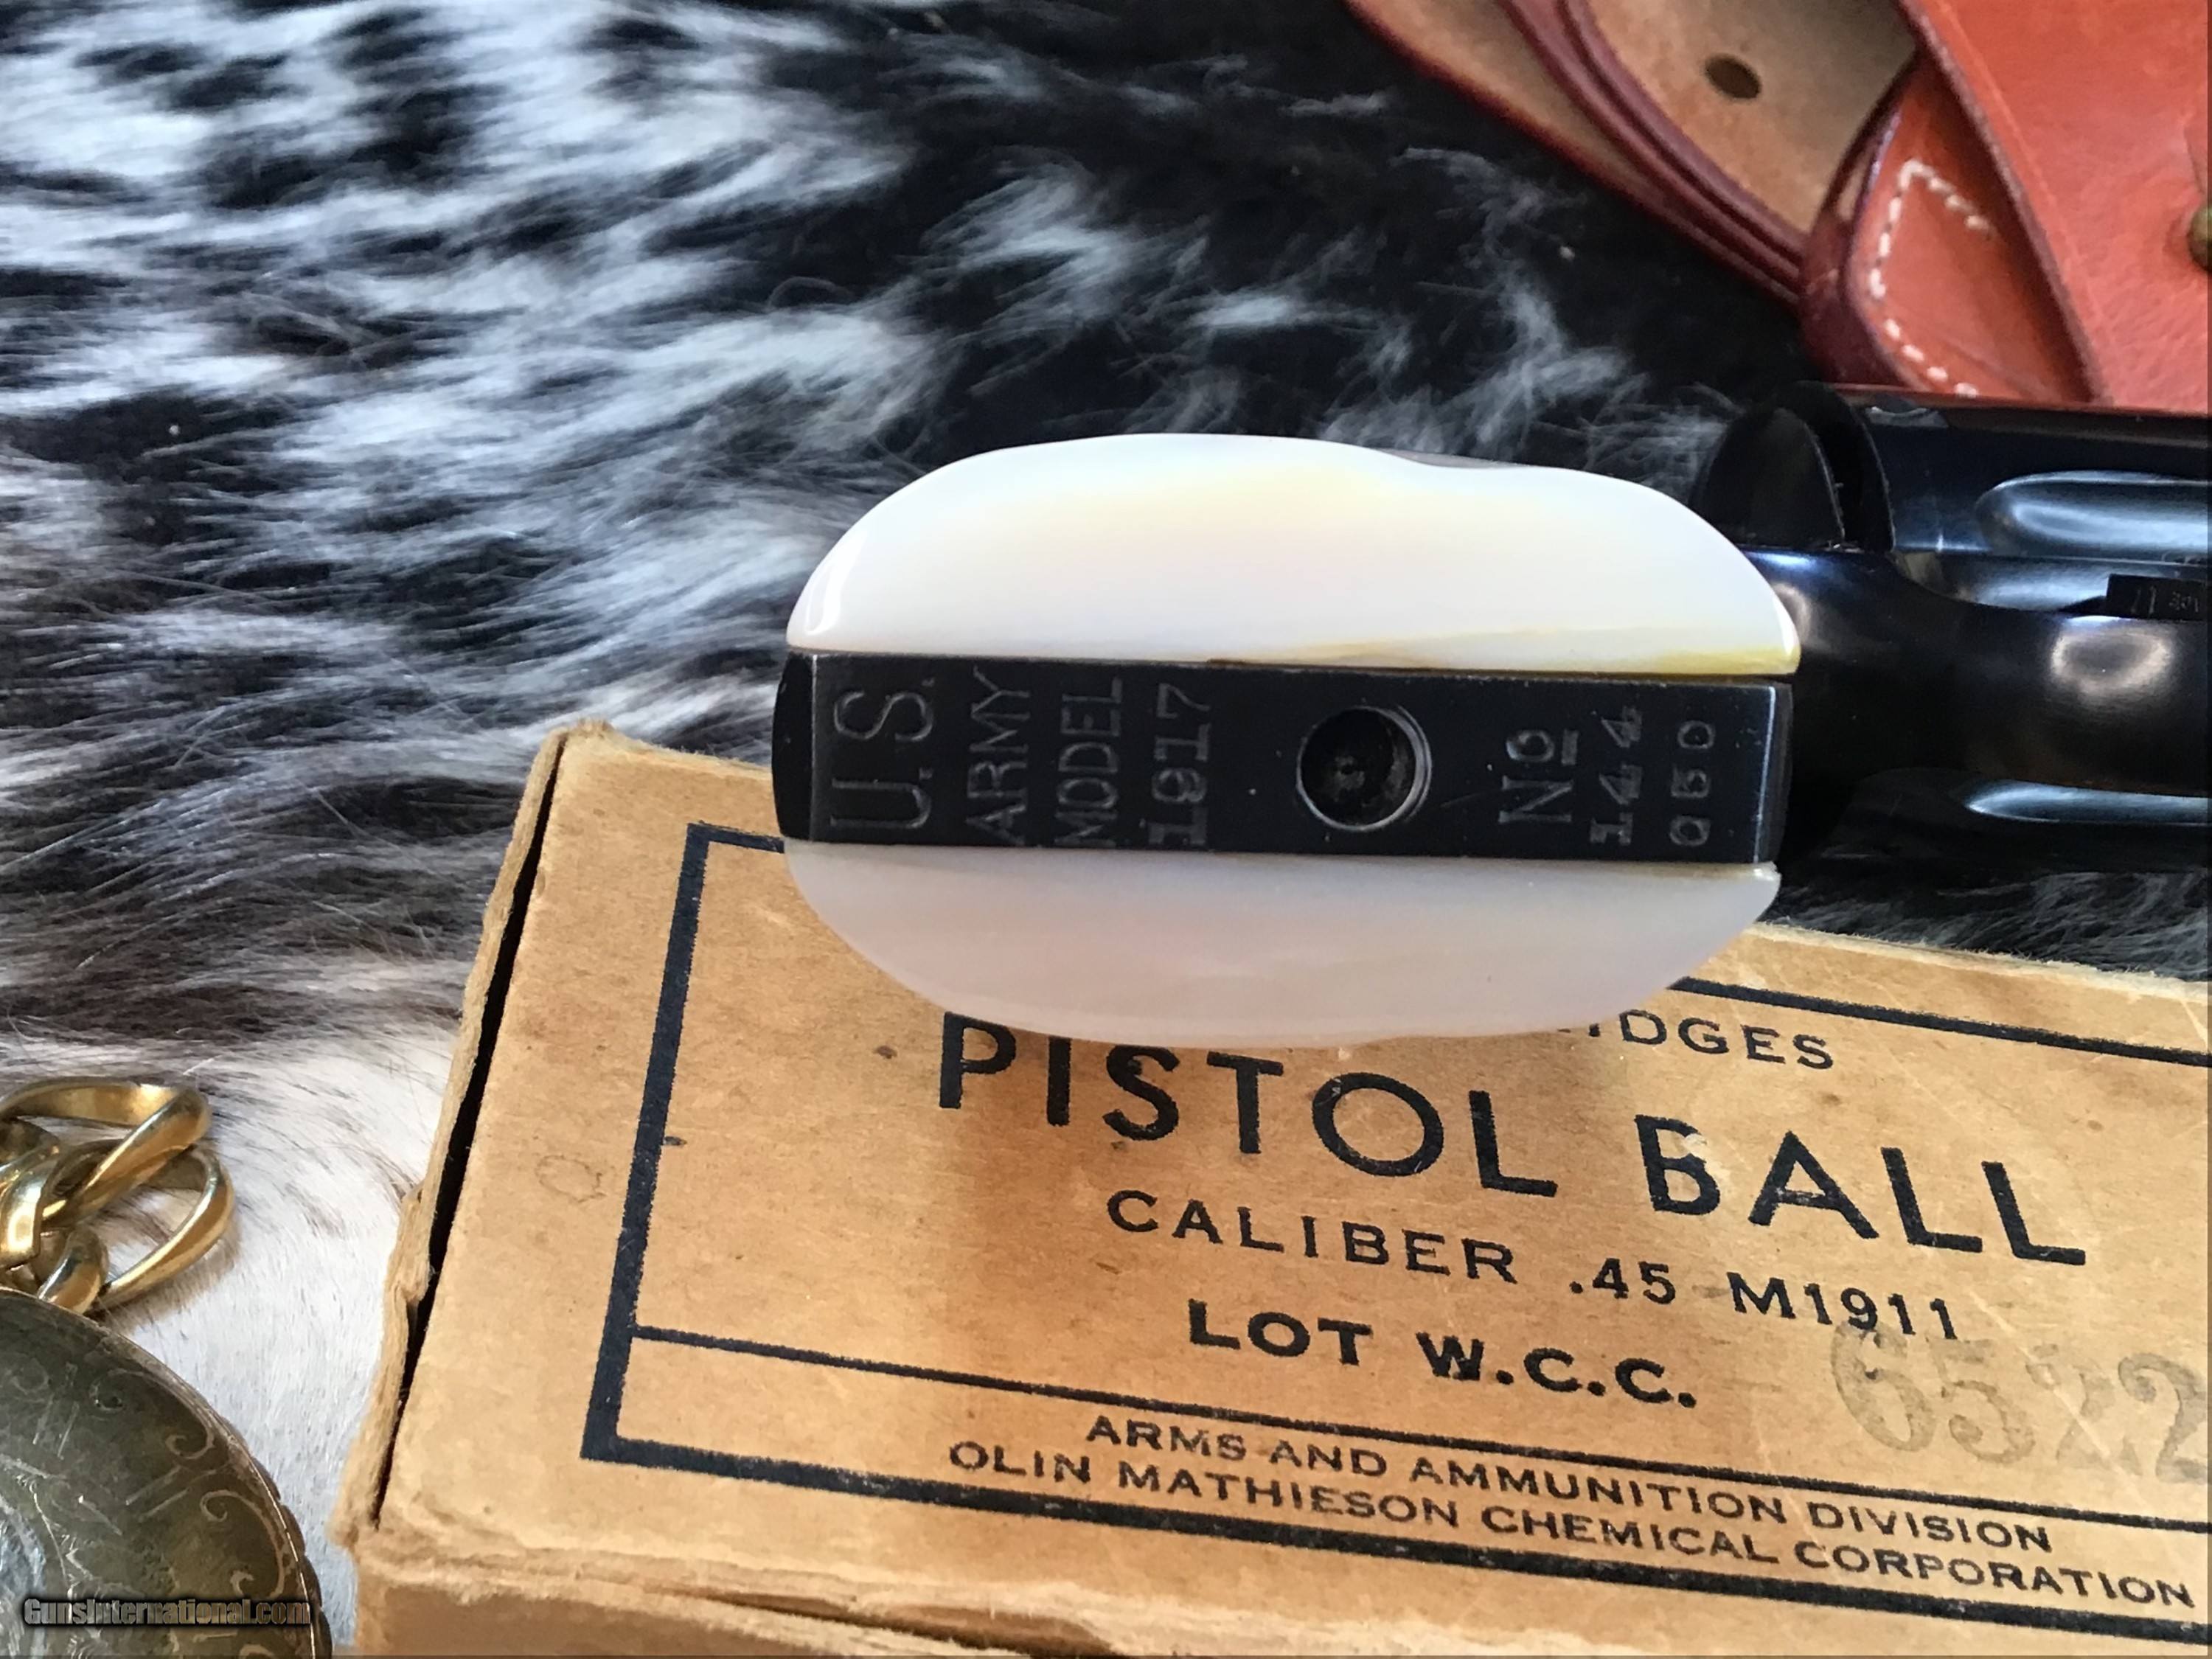 U.S.
ARMY
MODEL
1917
No
144
050
PISTOL BALL
CALIBER .45 M1911
LOT W.C.C.
ARMS AND AMMUNITION DIVISION
OLIN MATHIESON CHEMICAL CORPORATION
GunsInternational.com